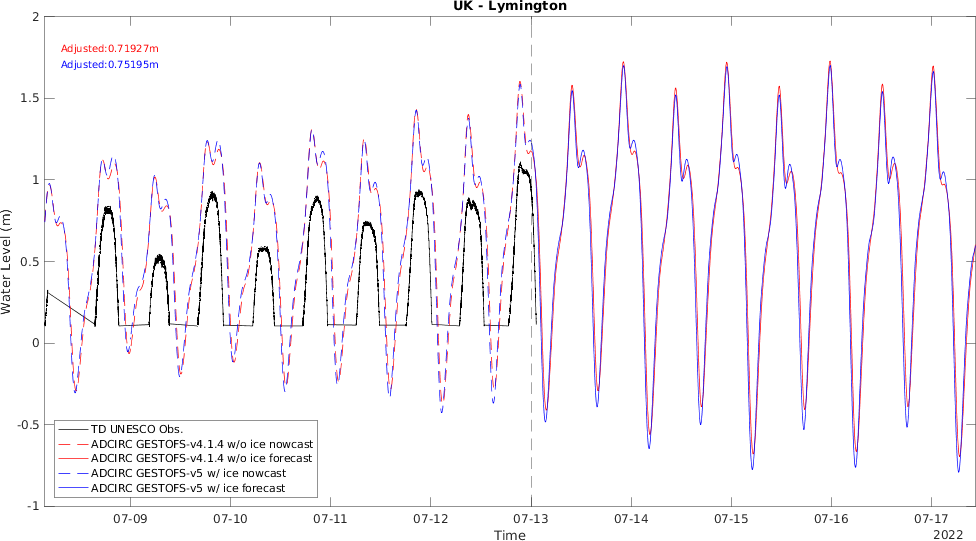 UK - Lymington
2
Adjusted:0.71927m
Adjusted:0.75195m
1.5
1
0.5
0
-0.5
-1
Water Level (m)
TD UNESCO Obs.
ADCIRC GESTOFS-v4.1.4 w/o ice nowcast
ADCIRC GESTOFS-v4.1.4 w/o ice forecast
ADCIRC GESTOFS-v5 w/ ice nowcast
ADCIRC GESTOFS-v5 w/ ice forecast
07-09 07-10 07-11 07-12 07-13 07-14 07-15 07-16 07-17
Time
2022